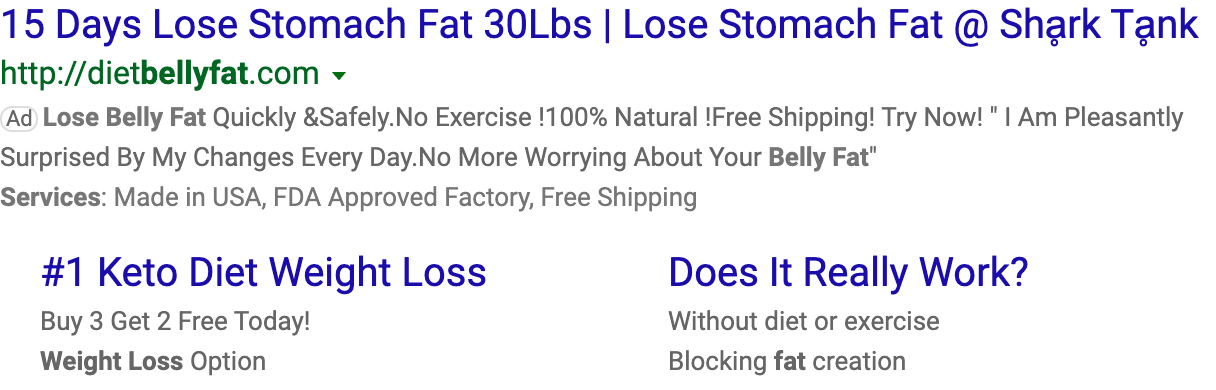 15 Days Lose Stomach Fat 30Lbs | Lose Stomach Fat @ Shḁrk Tḁnk
http://dietbellyfat.com
Ad Lose Belly Fat Quickly &Safely.No Exercise !100% Natural !Free Shipping! Try Now! " I Am Pleasantly
Surprised By My Changes Every Day.No More Worrying About Your Belly Fat"
Services: Made in USA, FDA Approved Factory, Free Shipping
#1 Keto Diet Weight Loss
Buy 3 Get 2 Free Today!
Weight Loss Option
Does It Really Work?
Without diet or exercise
Blocking fat creation